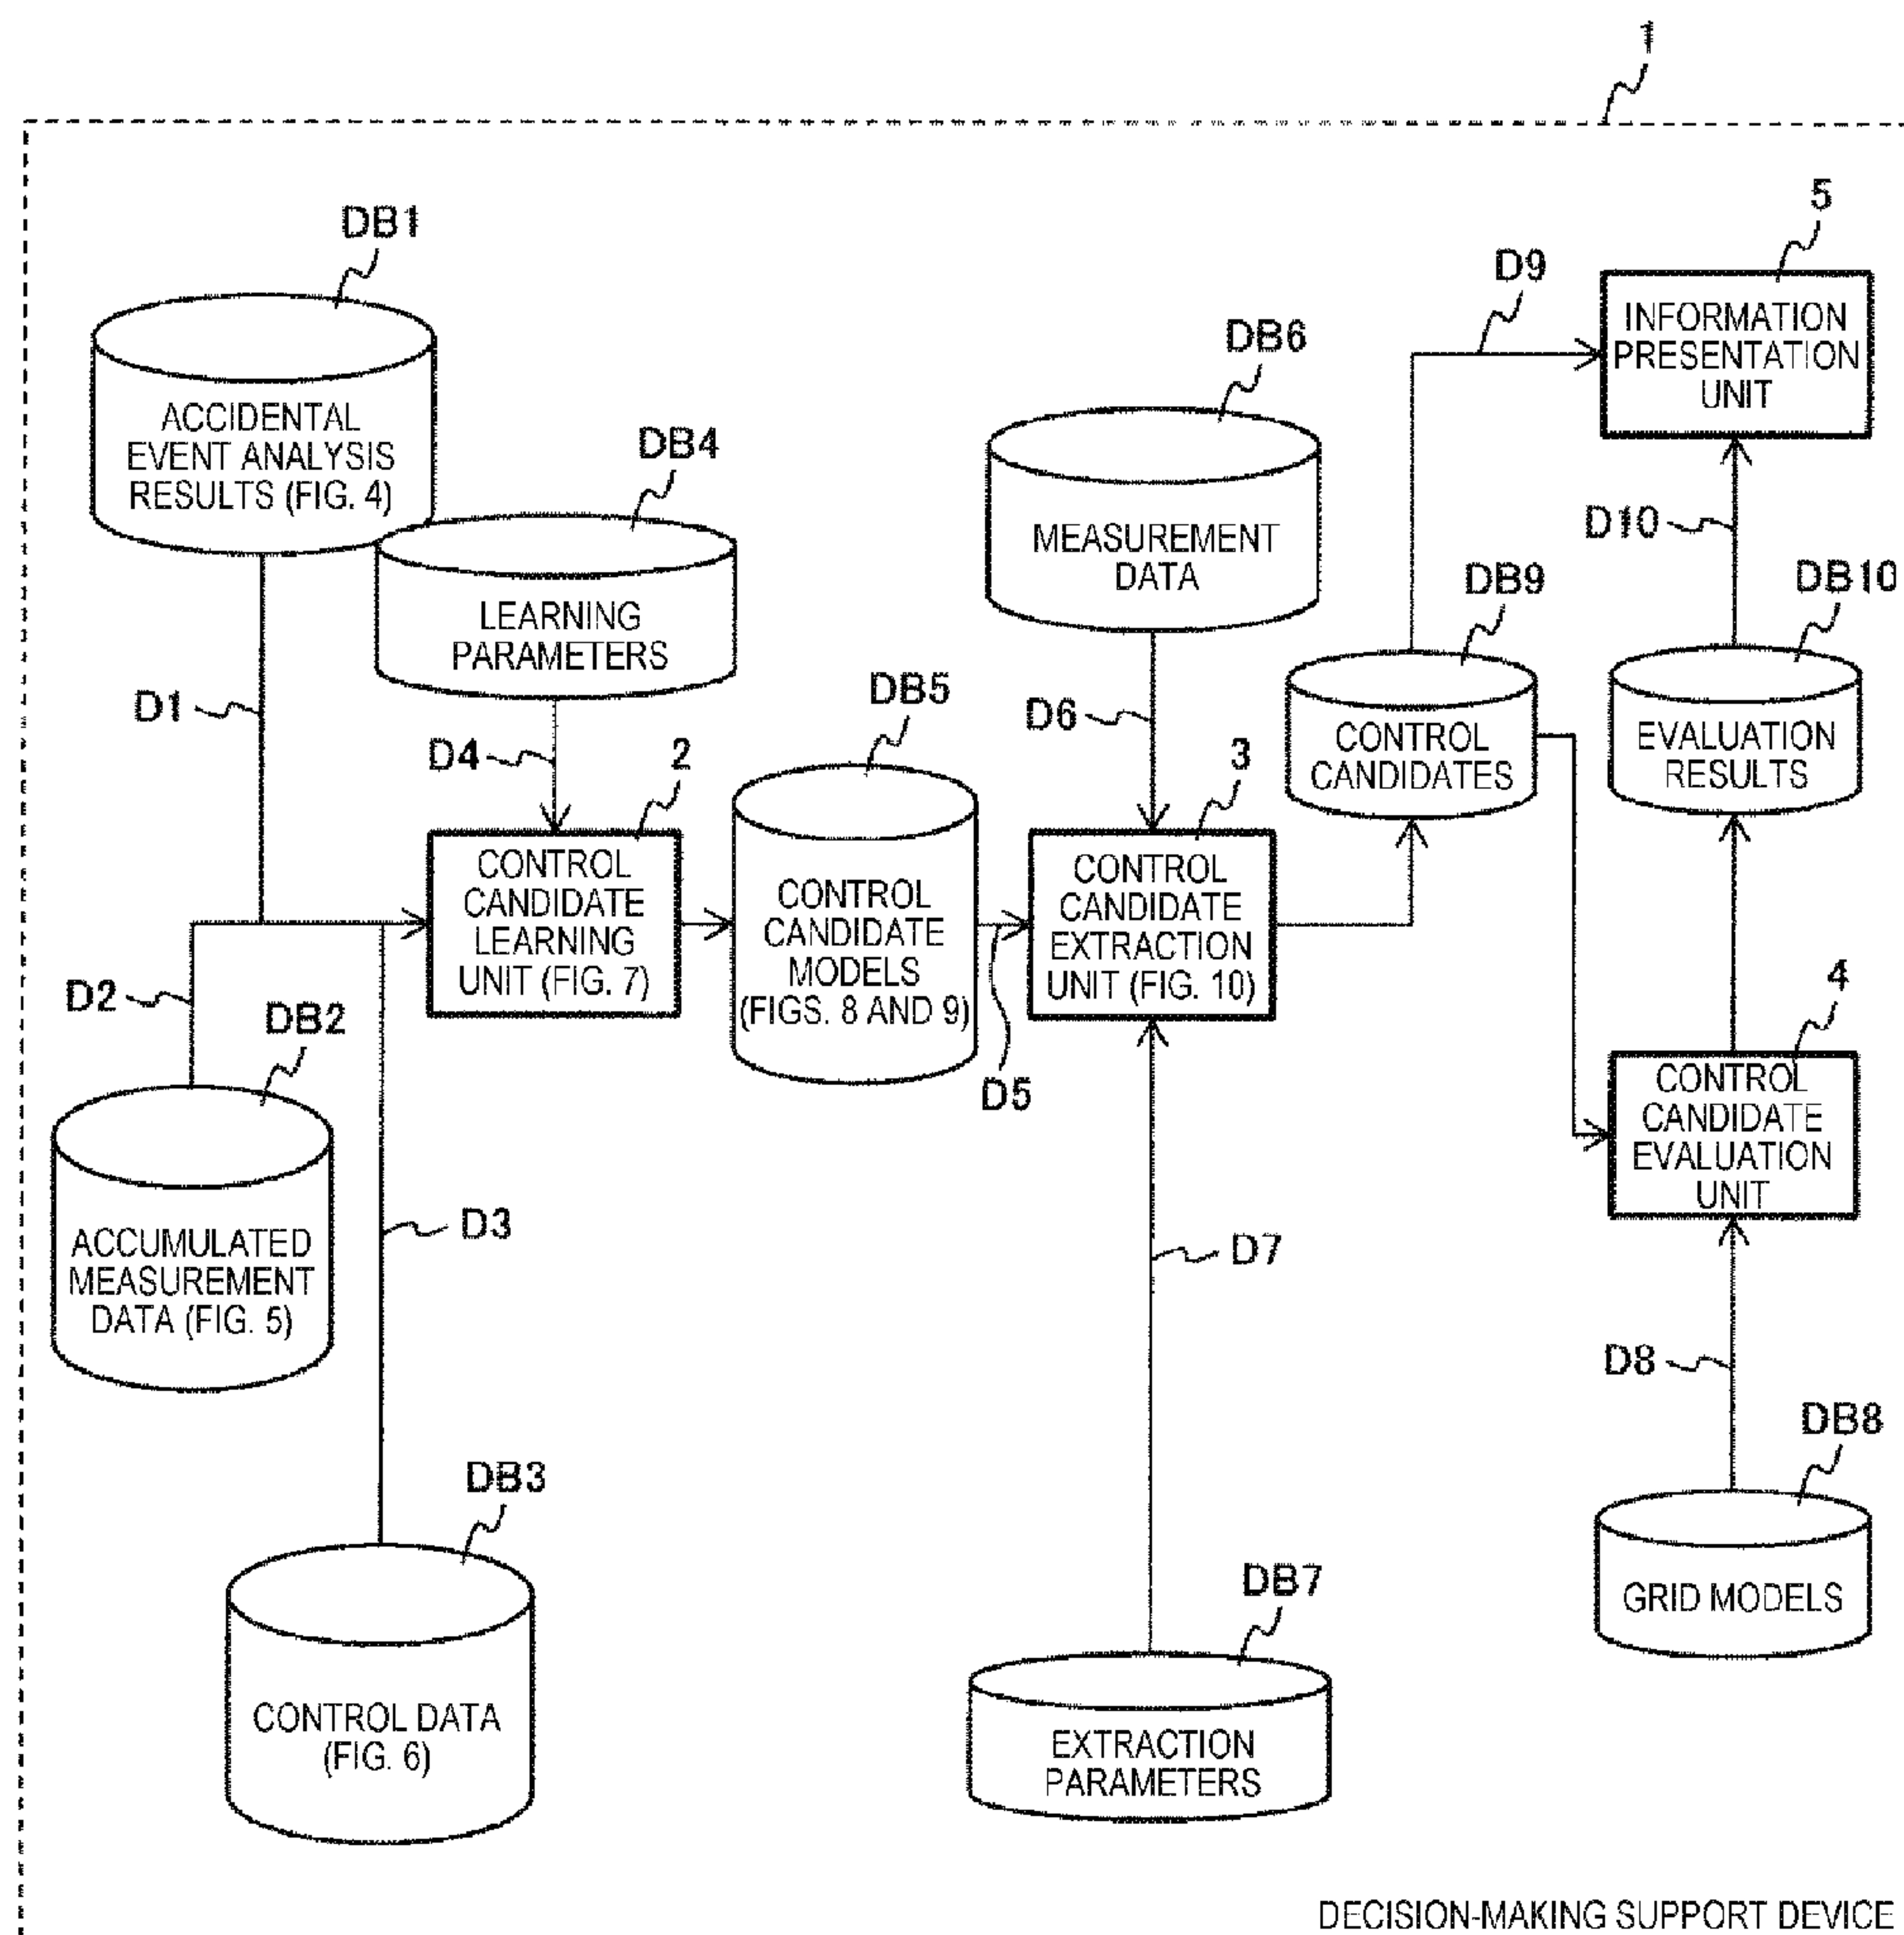 1
5
DB1
D9
INFORMATION
PRESENTATION
UNIT
DB6
ACCIDENTAL
EVENT ANALYSIS
RESULTS (FIG. 4)
DB4
MEASUREMENT
DATA
D10
DB9
DB10
LEARNING
PARAMETERS
D1
DB5
D6
CONTROL
CANDIDATES
EVALUATION
RESULTS
D4
2
3
CONTROL
CANDIDATE
LEARNING
UNIT (FIG. 7)
CONTROL
CANDIDATE
MODELS
(FIGS. 8 AND 9)
CONTROL
CANDIDATE
EXTRACTION
UNIT (FIG. 10)
D2
DB2
D5
4
CONTROL
CANDIDATE
EVALUATION
UNIT
ACCUMULATED
MEASUREMENT
DATA (FIG. 5)
D3
D7
D8
DB3
DB8
CONTROL DATA
(FIG. 6)
DB7
GRID MODELS
EXTRACTION
PARAMETERS
DECISION-MAKING SUPPORT DEVICE